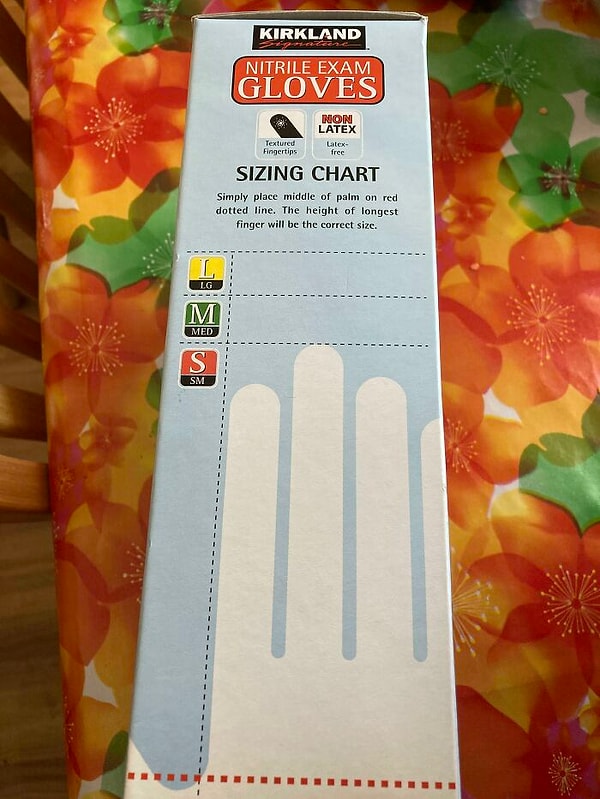 KIRKLAND
Signature
NITRILE EXAM
GLOVES
Textured
Fingertips
NON
LATEX
Latex-
free
SIZING CHART
Simply place middle of palm on red
dotted line. The height of longest
finger will be the correct size.
L
LG
M
MED
S
SM